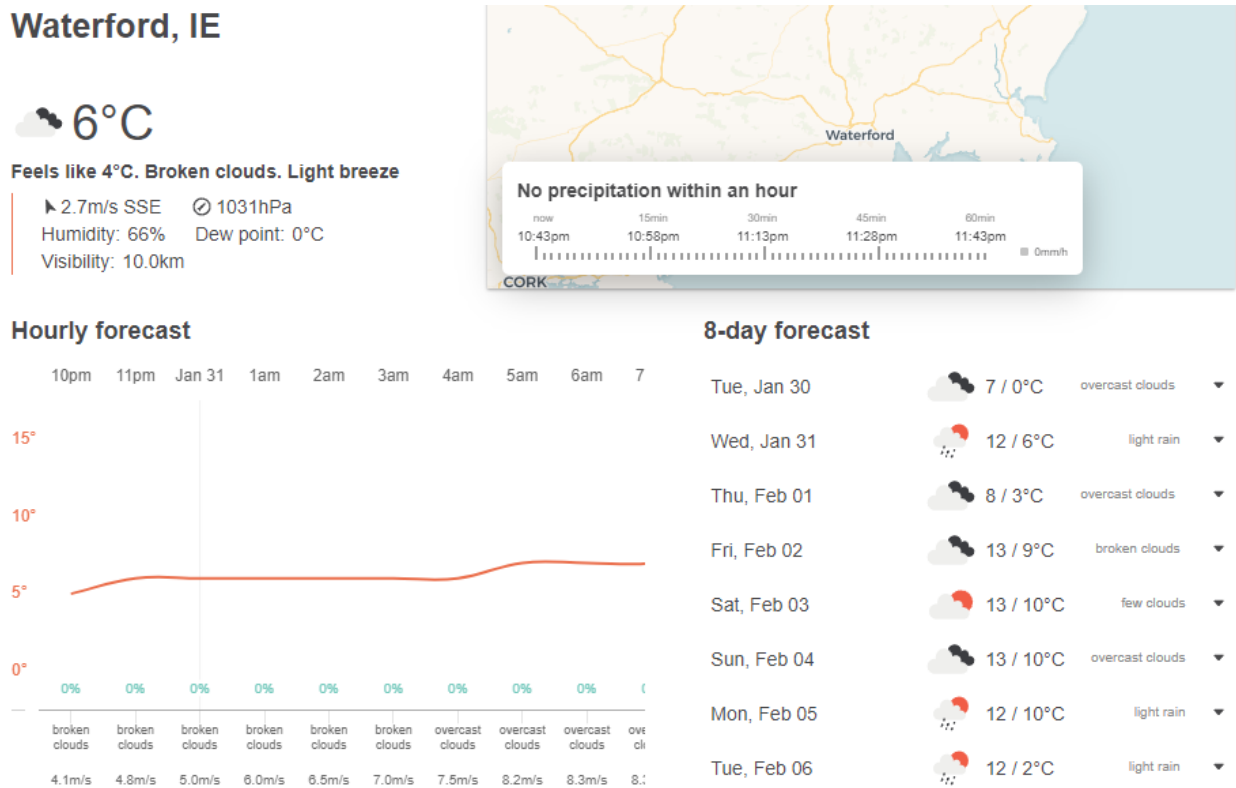 Waterford, IE
6°C
Feels like 4°C. Broken clouds. Light breeze
2.7m/s SSE 1031hPa
Humidity: 66% Dew point: 0°C
Visibility: 10.0km
Waterford
No precipitation within an hour
now 15min 30min 45min 60min
10:43pm 10:58pm 11:13pm 11:28pm 11:43pm
0mm/h
CORK
Hourly forecast
10pm 11pm Jan 31 1am 2am 3am 4am 5am 6am 7
15°
10°
5°
0°
0% 0% 0% 0% 0% 0% 0% 0% 0%
broken broken broken broken broken broken overcast overcast overcast ove
clouds clouds clouds clouds clouds clouds clouds clouds clouds cl
4.1m/s 4.8m/s 5.0m/s 6.0m/s 6.5m/s 7.0m/s 7.5m/s 8.2m/s 8.3m/s 8.
8-day forecast
Tue, Jan 30 7 / 0°C overcast clouds
Wed, Jan 31 12 / 6°C light rain
Thu, Feb 01 8 / 3°C overcast clouds
Fri, Feb 02 13 / 9°C broken clouds
Sat, Feb 03 13 / 10°C few clouds
Sun, Feb 04 13 / 10°C overcast clouds
Mon, Feb 05 12 / 10°C light rain
Tue, Feb 06 12 / 2°C light rain